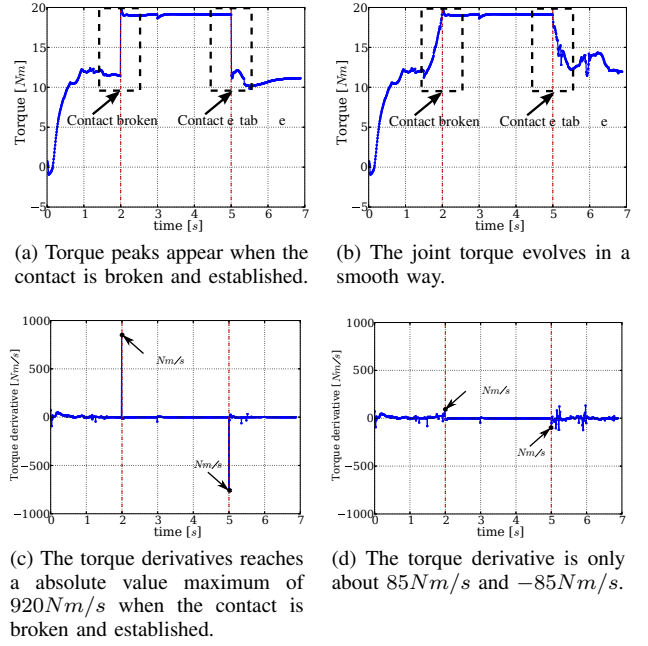 20
15
10
5
0
−5
Torque [Nm]
Contact broken
Contact e tab e
0 1 2 3 4 5 6 7
time [s]
(a) Torque peaks appear when the
contact is broken and established.
20
15
10
5
0
−5
Torque [Nm]
Contact broken
Contact e tab e
0 1 2 3 4 5 6 7
time [s]
(b) The joint torque evolves in a
smooth way.
1000
500
0
−500
−1000
Torque derivative [Nm/s]
Nm/s
Nm/s
0 1 2 3 4 5 6 7
time [s]
(c) The torque derivatives reaches
a absolute value maximum of
920Nm/s when the contact is
broken and established.
1000
500
0
−500
−1000
Torque derivative [Nm/s]
Nm/s
Nm/s
0 1 2 3 4 5 6 7
time [s]
(d) The torque derivative is only
about 85Nm/s and −85Nm/s.